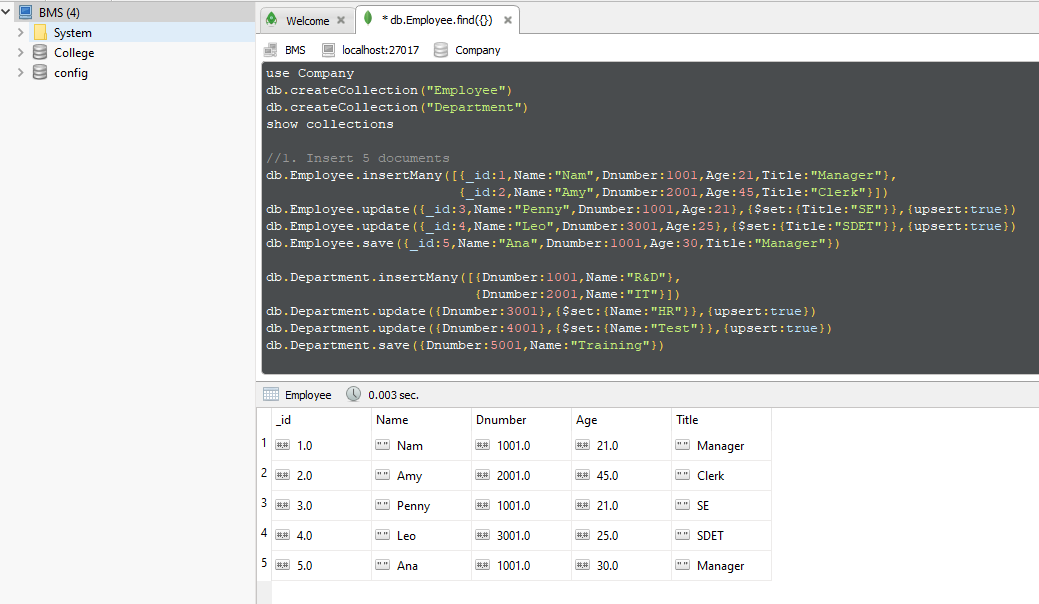 BMS (4)
System
College
config
Welcome
* db.Employee.find({})
BMS localhost:27017 Company
use Company
db.createCollection("Employee")
db.createCollection("Department")
show collections
//1. Insert 5 documents
db.Employee.insertMany([{_id:1,Name:"Nam",Dnumber:1001,Age:21,Title:"Manager"},
{_id:2,Name:"Amy",Dnumber:2001,Age:45,Title:"Clerk"}])
db.Employee.update({_id:3,Name:"Penny",Dnumber:1001,Age:21},{$set:{Title:"SE"}},{upsert:true})
db.Employee.update({_id:4,Name:"Leo",Dnumber:3001,Age:25},{$set:{Title:"SDET"}},{upsert:true})
db.Employee.save({_id:5,Name:"Ana",Dnumber:1001,Age:30,Title:"Manager"})
db.Department.insertMany([{Dnumber:1001,Name:"R&D"},
{Dnumber:2001,Name:"IT"}])
db.Department.update({Dnumber:3001},{$set:{Name:"HR"}},{upsert:true})
db.Department.update({Dnumber:4001},{$set:{Name:"Test"}},{upsert:true})
db.Department.save({Dnumber:5001,Name:"Training"})
Employee 0.003 sec.
_id Name Dnumber Age Title
1 ## 1.0 "" Nam ## 1001.0 ## 21.0 "" Manager
2 ## 2.0 "" Amy ## 2001.0 ## 45.0 "" Clerk
3 ## 3.0 "" Penny ## 1001.0 ## 21.0 "" SE
4 ## 4.0 "" Leo ## 3001.0 ## 25.0 "" SDET
5 ## 5.0 "" Ana ## 1001.0 ## 30.0 "" Manager